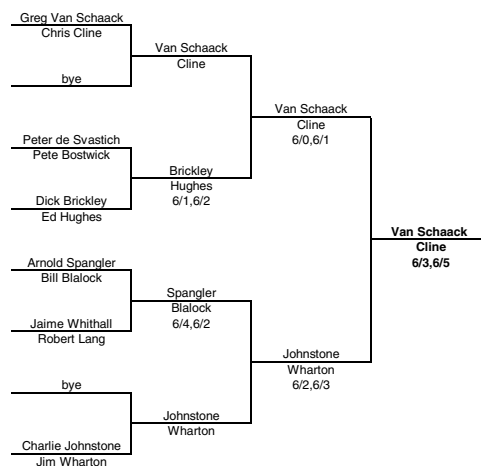 Greg Van Schaack
Chris Cline
Van Schaack
Cline
bye
Van Schaack
Cline
6/0,6/1
Peter de Svastich
Pete Bostwick
Brickley
Hughes
6/1,6/2
Dick Brickley
Ed Hughes
Van Schaack
Cline
6/3,6/5
Arnold Spangler
Bill Blalock
Spangler
Blalock
6/4,6/2
Jaime Whithall
Robert Lang
Johnstone
Wharton
6/2,6/3
bye
Johnstone
Wharton
Charlie Johnstone
Jim Wharton